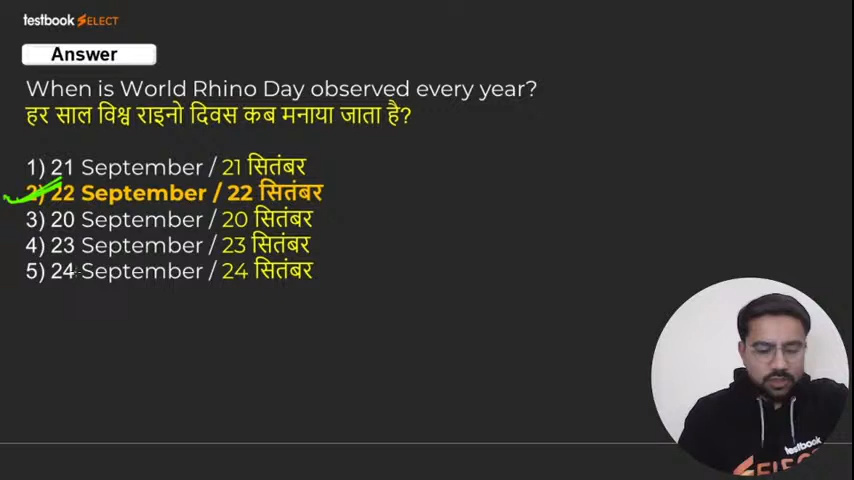 testbook SELECT
Answer
When is World Rhino Day observed every year?
हर साल विश्व राइनो दिवस कब मनाया जाता है?
1) 21 September / 21 सितंबर
2) 22 September / 22 सितंबर
3) 20 September / 20 सितंबर
4) 23 September / 23 सितंबर
5) 24 September / 24 सितंबर
testbook
SELECT